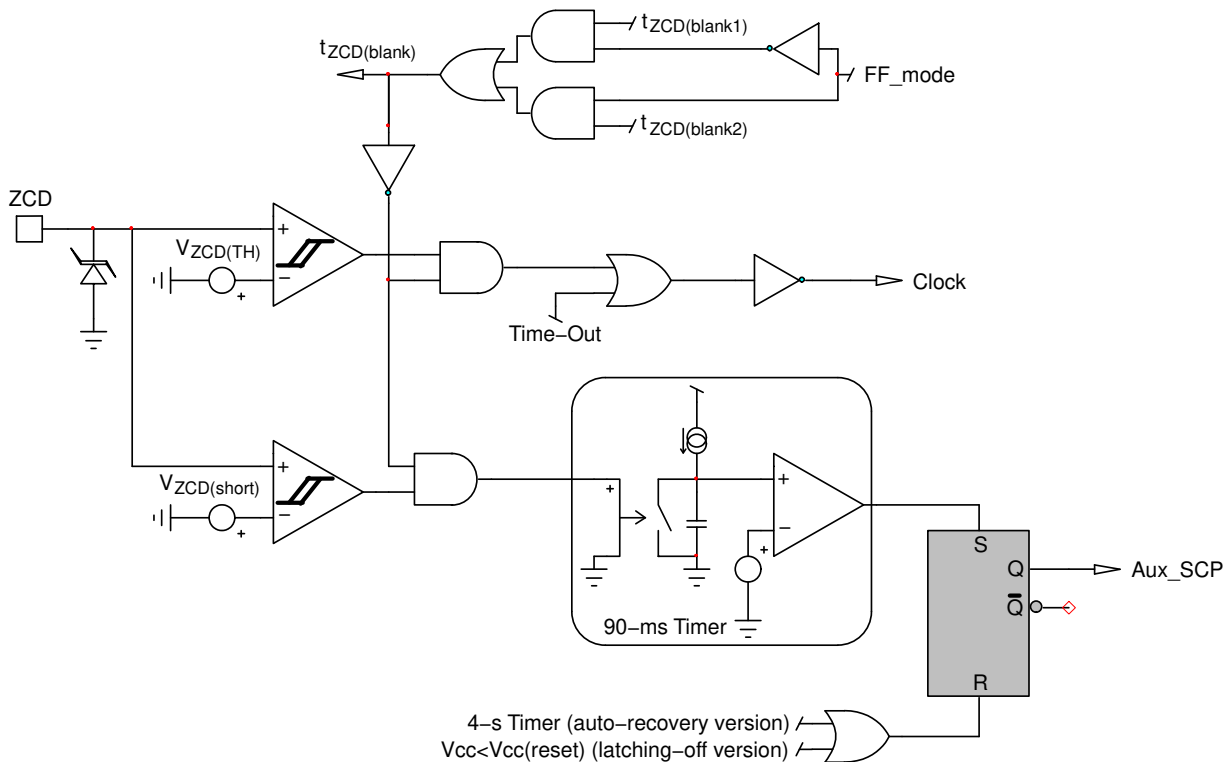 tZCD(blank1)
tZCD(blank)
FF_mode
tZCD(blank2)
ZCD
+
VZCD(TH)
−
+
Clock
Time−Out
+
VZCD(short)
−
+
+
+
−
+
S
Q
Aux_SCP
Q
90−ms Timer
R
4−s Timer (auto−recovery version)
Vcc<Vcc(reset) (latching−off version)